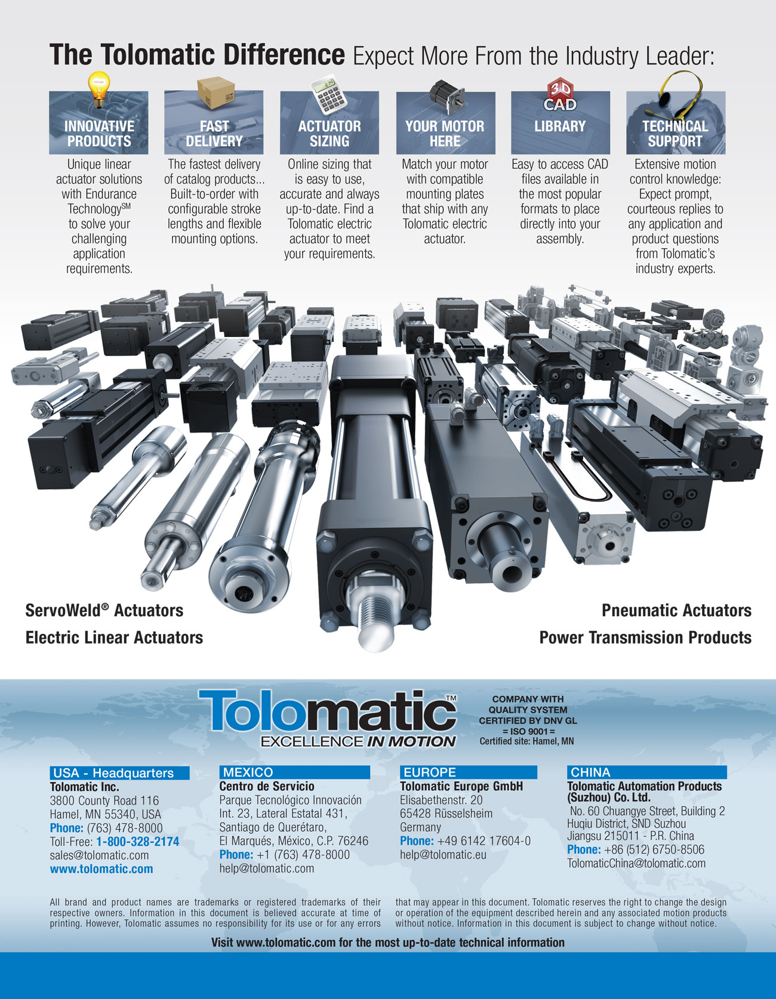 The Tolomatic Difference Expect More From the Industry Leader:
INNOVATIVE
PRODUCTS
Unique linear
actuator solutions
with Endurance
Technology℠
to solve your
challenging
application
requirements.
FAST
DELIVERY
The fastest delivery
of catalog products...
Built-to-order with
configurable stroke
lengths and flexible
mounting options.
3.14
ACTUATOR
SIZING
Online sizing that
is easy to use,
accurate and always
up-to-date. Find a
Tolomatic electric
actuator to meet
your requirements.
YOUR MOTOR
HERE
Match your motor
with compatible
mounting plates
that ship with any
Tolomatic electric
actuator.
3D
CAD
LIBRARY
Easy to access CAD
files available in
the most popular
formats to place
directly into your
assembly.
TECHNICAL
SUPPORT
Extensive motion
control knowledge:
Expect prompt,
courteous replies to
any application and
product questions
from Tolomatic’s
industry experts.
ServoWeld® Actuators
Electric Linear Actuators
Pneumatic Actuators
Power Transmission Products
Tolomatic™
EXCELLENCE IN MOTION
COMPANY WITH
QUALITY SYSTEM
CERTIFIED BY DNV GL
= ISO 9001 =
Certified site: Hamel, MN
USA - Headquarters
Tolomatic Inc.
3800 County Road 116
Hamel, MN 55340, USA
Phone: (763) 478-8000
Toll-Free: 1-800-328-2174
sales@tolomatic.com
www.tolomatic.com
MEXICO
Centro de Servicio
Parque Tecnológico Innovación
Int. 23, Lateral Estatal 431,
Santiago de Querétaro,
El Marqués, México, C.P. 76246
Phone: +1 (763) 478-8000
help@tolomatic.com
EUROPE
Tolomatic Europe GmbH
Elisabethenstr. 20
65428 Rüsselsheim
Germany
Phone: +49 6142 17604-0
help@tolomatic.eu
CHINA
Tolomatic Automation Products
(Suzhou) Co. Ltd.
No. 60 Chuangye Street, Building 2
Huqiu District, SND Suzhou
Jiangsu 215011 - P.R. China
Phone: +86 (512) 6750-8506
TolomaticChina@tolomatic.com
All brand and product names are trademarks or registered trademarks of their
respective owners. Information in this document is believed accurate at time of
printing. However, Tolomatic assumes no responsibility for its use or for any errors
that may appear in this document. Tolomatic reserves the right to change the design
or operation of the equipment described herein and any associated motion products
without notice. Information in this document is subject to change without notice.
Visit www.tolomatic.com for the most up-to-date technical information